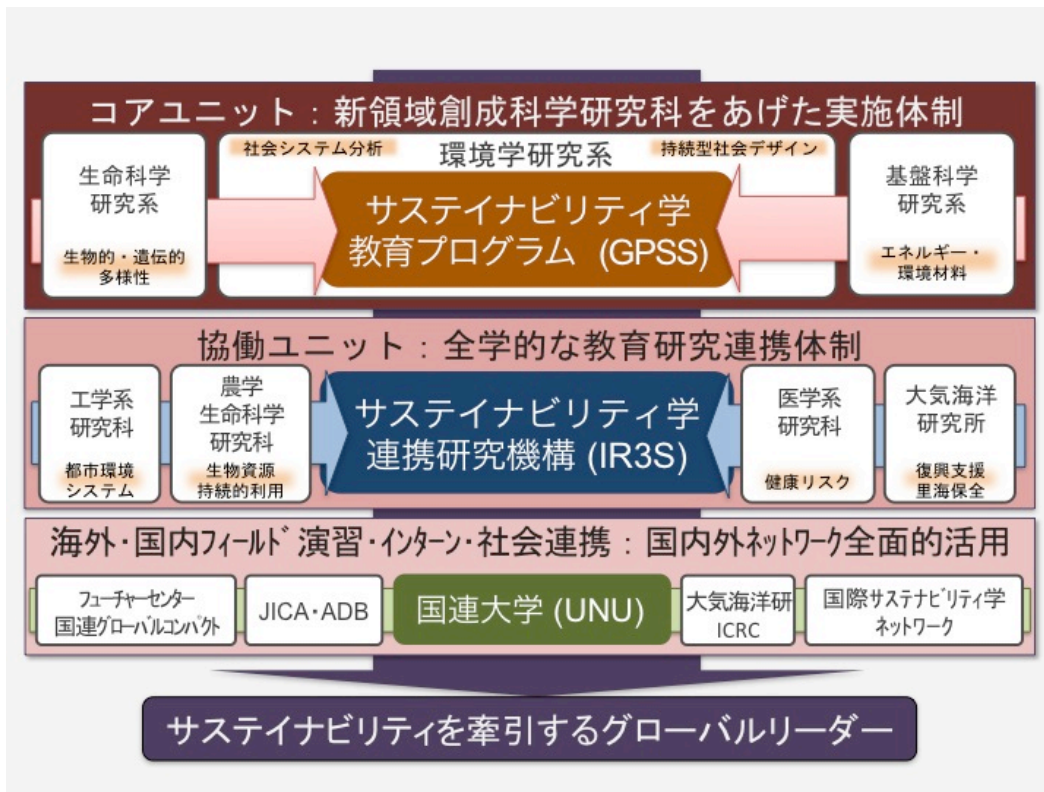 コアユニット：新領域創成科学研究科をあげた実施体制
生命科学
研究系
生物的・遺伝的
多様性
社会システム分析
環境学研究系
持続型社会デザイン
サステイナビリティ学
教育プログラム (GPSS)
基盤科学
研究系
エネルギー・
環境材料
協働ユニット：全学的な教育研究連携体制
工学系
研究科
都市環境
システム
農学
生命科学
研究科
生物資源
持続的利用
サステイナビリティ学
連携研究機構 (IR3S)
医学系
研究科
健康リスク
大気海洋
研究所
復興支援
里海保全
海外・国内ﾌｨｰﾙﾄﾞ演習・ｲﾝﾀｰﾝ・社会連携：国内外ﾈｯﾄﾜｰｸ全面的活用
フューチャーセンター
国連ｸﾞﾛｰﾊﾞﾙｺﾝﾊﾟｸﾄ
JICA・ADB
国連大学 (UNU)
大気海洋研
ICRC
国際サステナﾋﾞﾘﾃｨ学
ネットワーク
サステイナビリティを牽引するグローバルリーダー